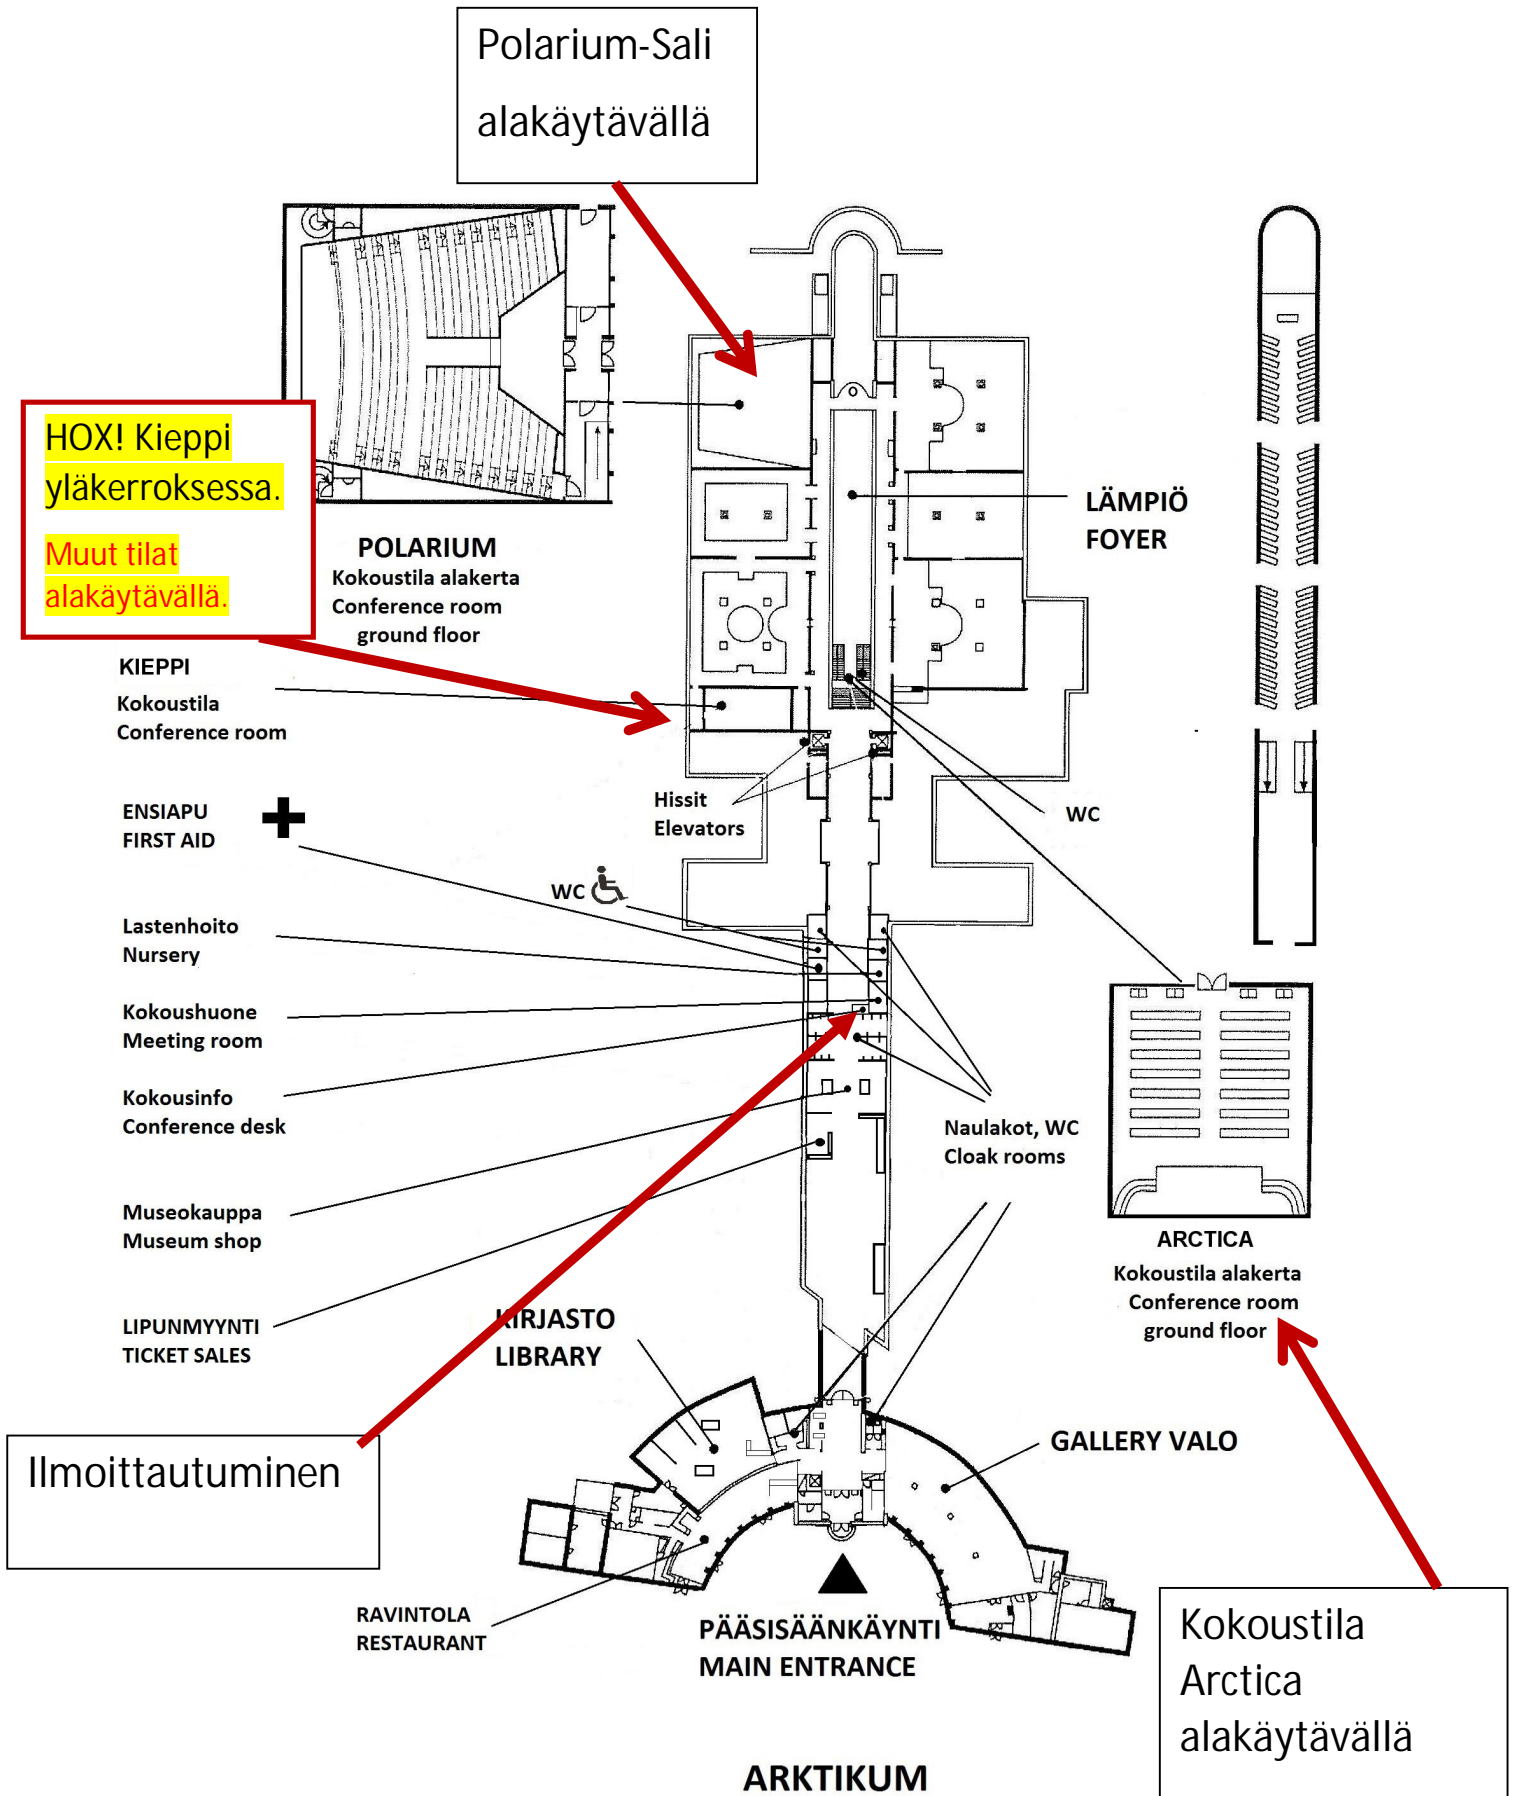 Polarium-Sali
alakäytävällä
HOX! Kieppi
yläkerroksessa.
Muut tilat
alakäytävällä.
POLARIUM
Kokoustila alakerta
Conference room
ground floor
LÄMPIÖ
FOYER
KIEPPI
Kokoustila
Conference room
Hissit
Elevators
WC
ENSIAPU
FIRST AID
WC
Lastenhoito
Nursery
Kokoushuone
Meeting room
Kokousinfo
Conference desk
Naulakot, WC
Cloak rooms
Museokauppa
Museum shop
ARCTICA
Kokoustila alakerta
Conference room
ground floor
LIPUNMYYNTI
TICKET SALES
KIRJASTO
LIBRARY
Ilmoittautuminen
GALLERY VALO
RAVINTOLA
RESTAURANT
PÄÄSISÄÄNKÄYNTI
MAIN ENTRANCE
Kokoustila
Arctica
alakäytävällä
ARKTIKUM